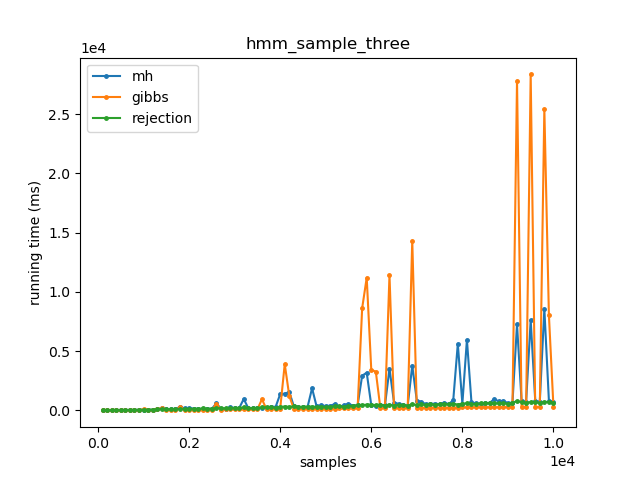 hmm_sample_three
1e4
mh
gibbs
rejection
2.5
2.0
1.5
1.0
0.5
0.0
running time (ms)
0.0 0.2 0.4 0.6 0.8 1.0
samples
1e4